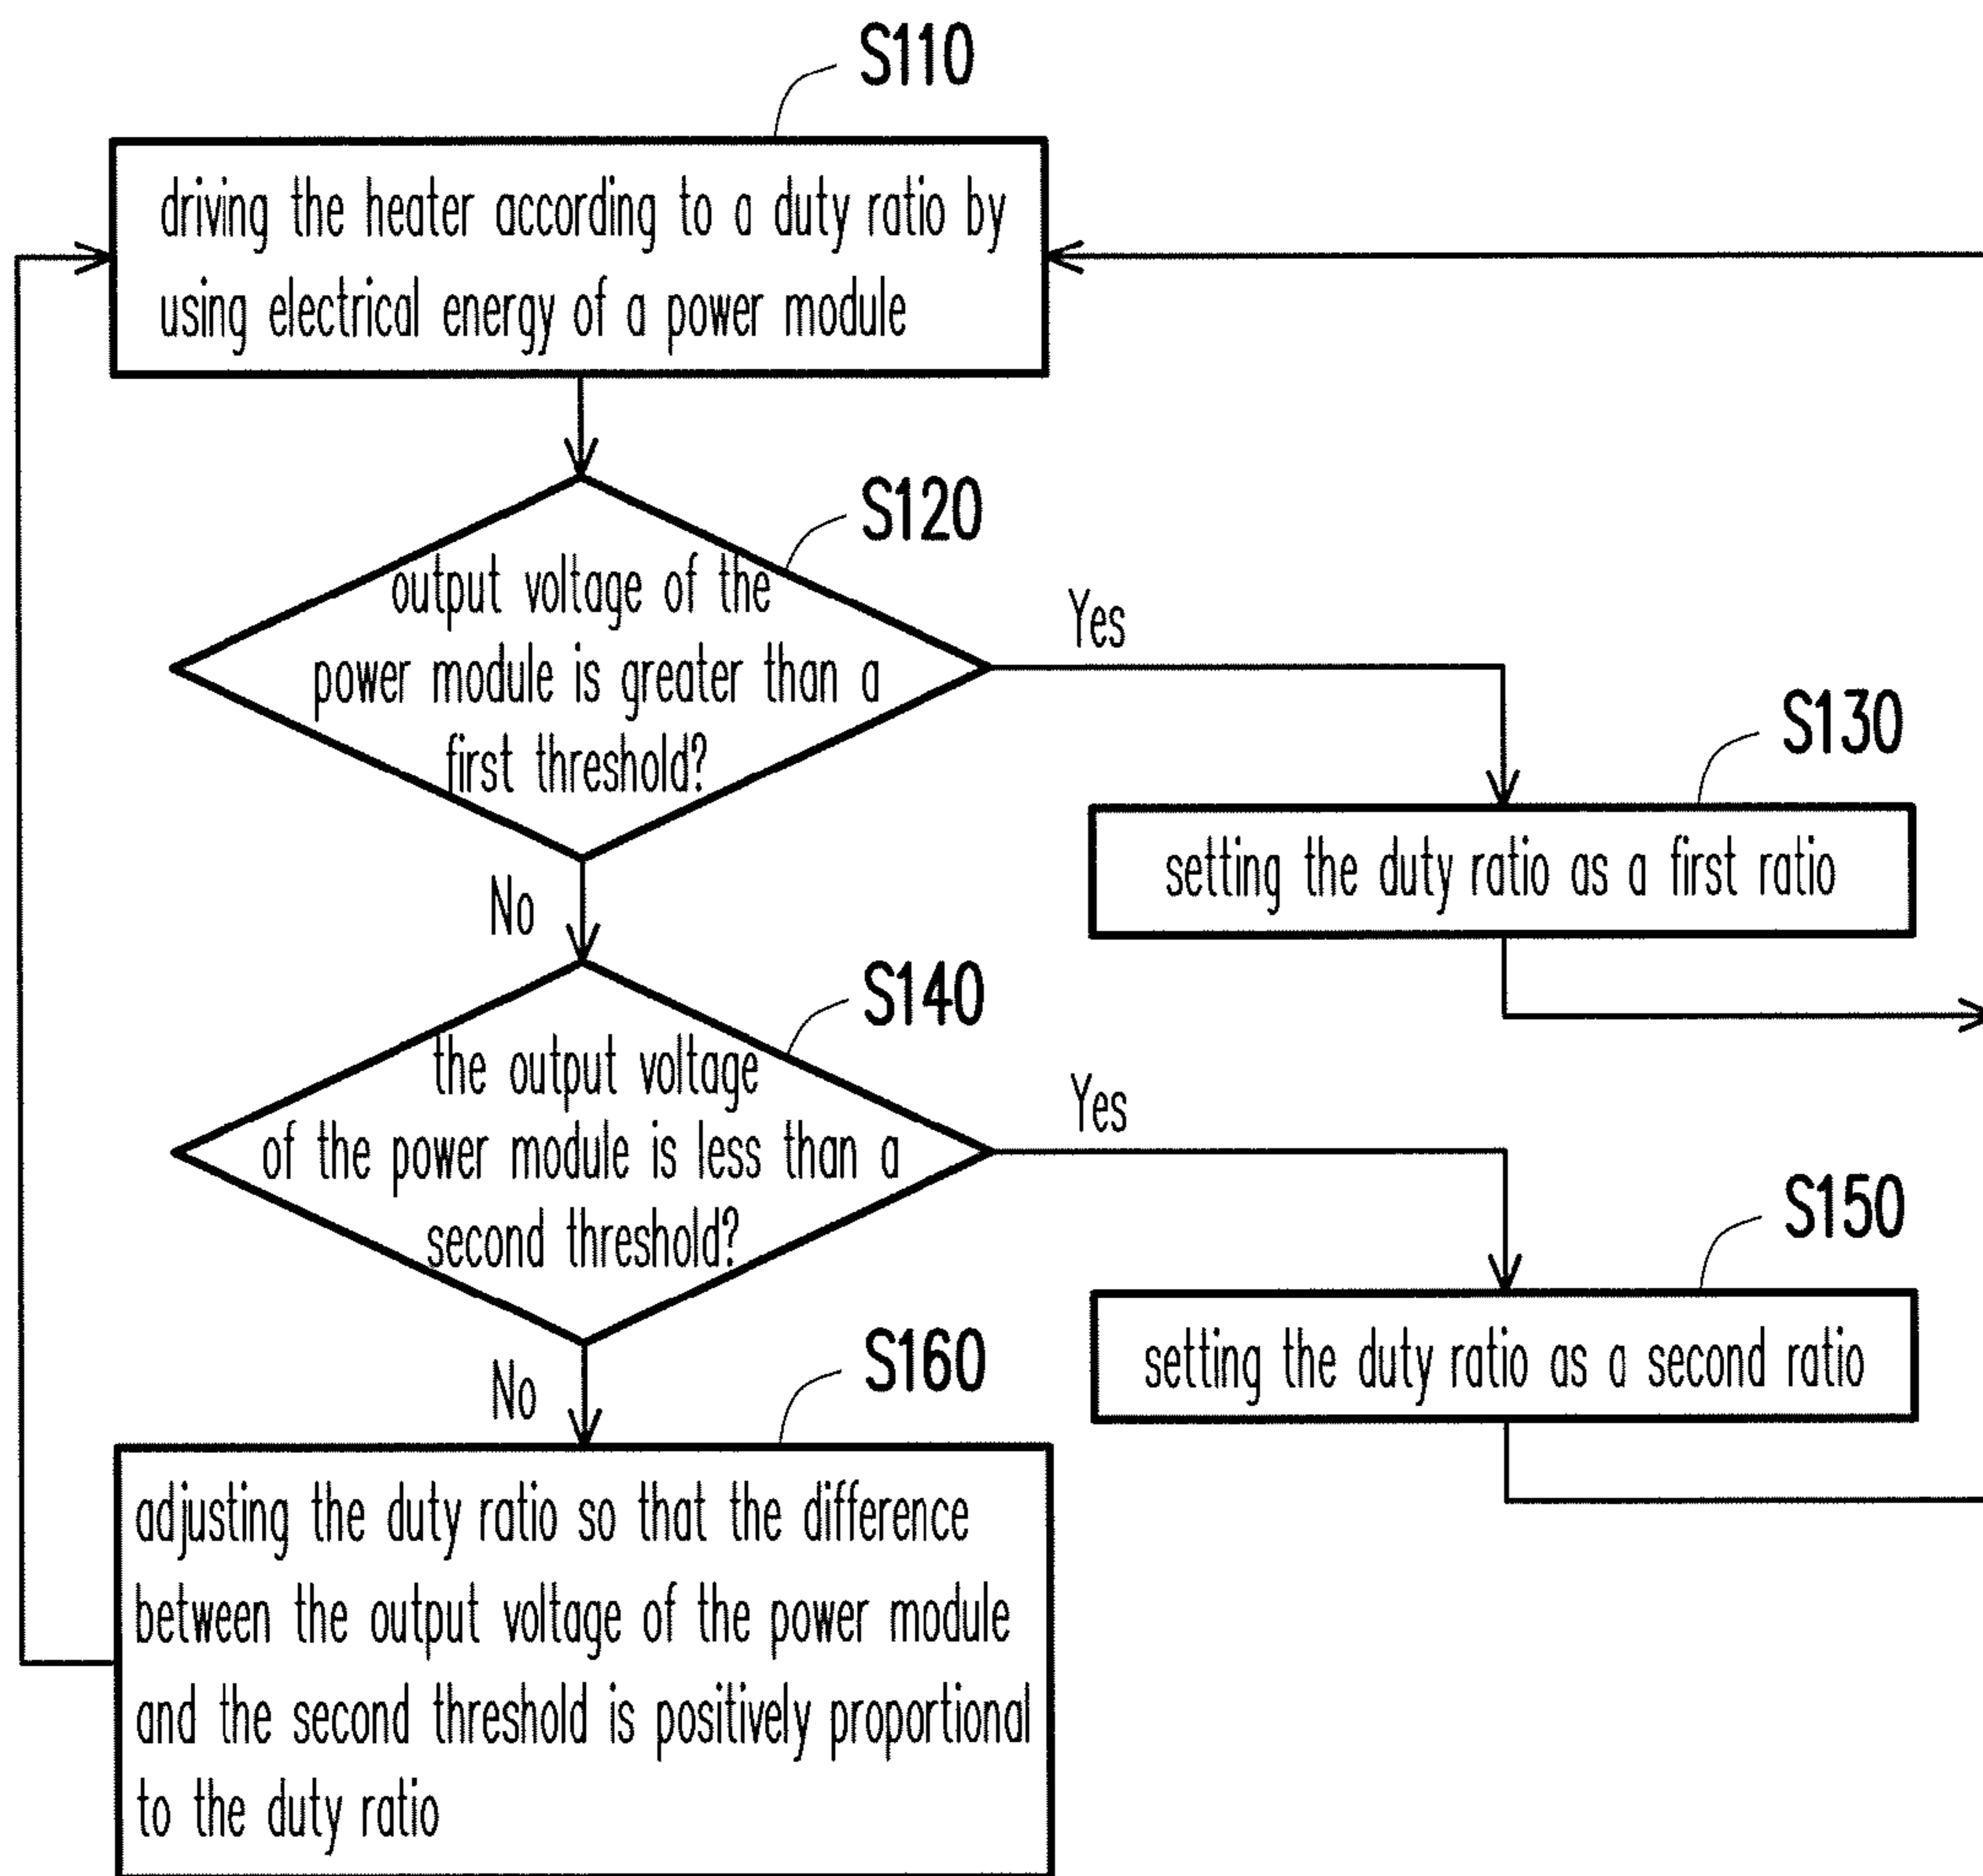 S110
driving the heater according to a duty ratio by
using electrical energy of a power module
S120
output voltage of the
power module is greater than a
first threshold?
Yes
No
S130
setting the duty ratio as a first ratio
S140
the output voltage
of the power module is less than a
second threshold?
Yes
No
S150
setting the duty ratio as a second ratio
S160
adjusting the duty ratio so that the difference
between the output voltage of the power module
and the second threshold is positively proportional
to the duty ratio